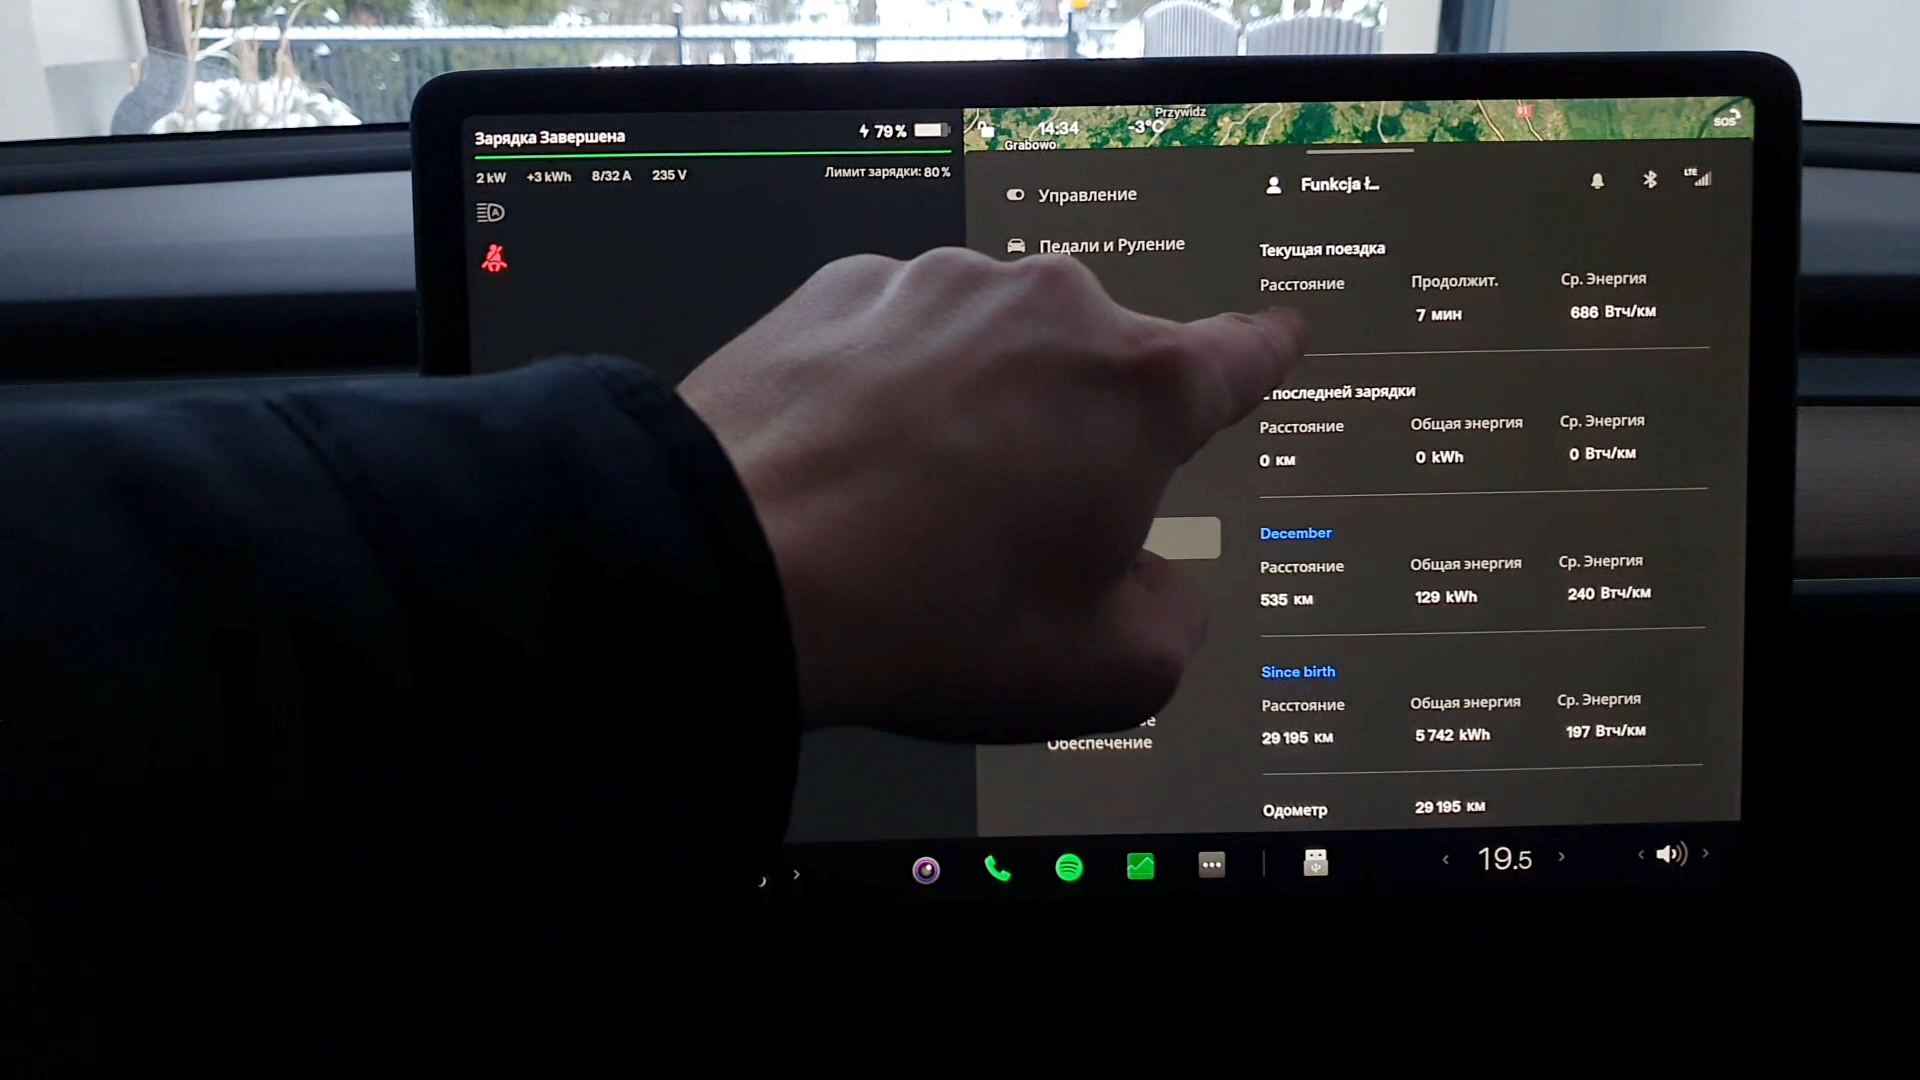 Зарядка Завершена
79 %
2 kW +3 kWh 8/32 A 235 V
Лимит зарядки: 80 %
A
Przywidz
14:34 -3°C
Grabowo
91
SOS
Управление
Педали и Руление
Обеспечение
Funkcja ł...
LTE
Текущая поездка
Расстояние Продолжит. Ср. Энергия
7 мин 686 Втч/км
последней зарядки
Расстояние Общая энергия Ср. Энергия
0 км 0 kWh 0 Втч/км
December
Расстояние Общая энергия Ср. Энергия
535 км 129 kWh 240 Втч/км
Since birth
Расстояние Общая энергия Ср. Энергия
29 195 км 5 742 kWh 197 Втч/км
Одометр 29 195 км
19.5